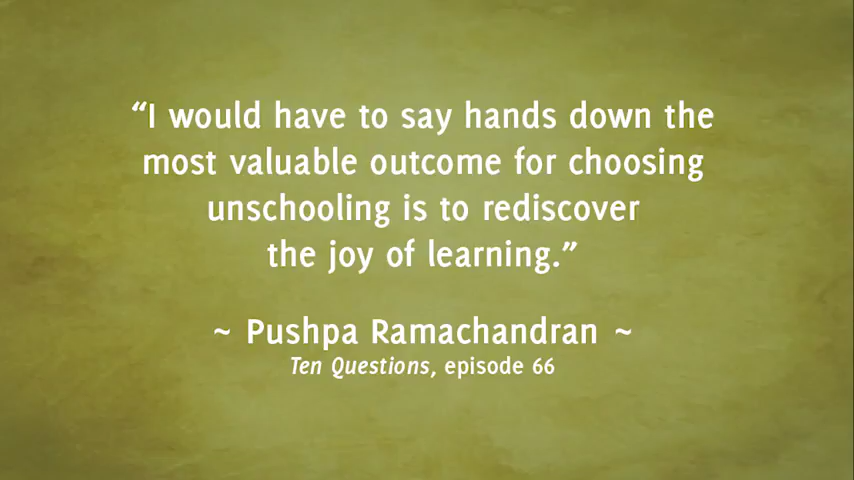 “I would have to say hands down the
most valuable outcome for choosing
unschooling is to rediscover
the joy of learning.”
~ Pushpa Ramachandran ~
Ten Questions, episode 66